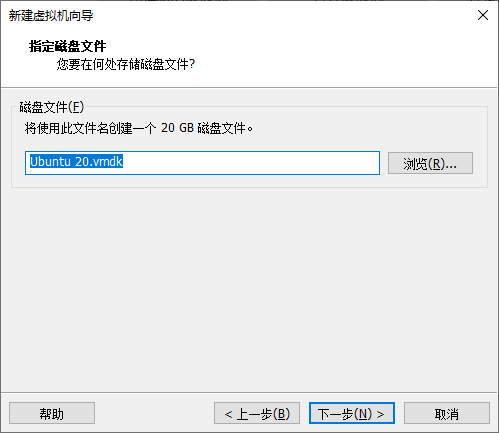 新建虚拟机向导
指定磁盘文件
您要在何处存储磁盘文件?
磁盘文件(F)
将使用此文件名创建一个 20 GB 磁盘文件。
Ubuntu 20.vmdk
浏览(R)...
帮助
< 上一步(B)
下一步(N) >
取消